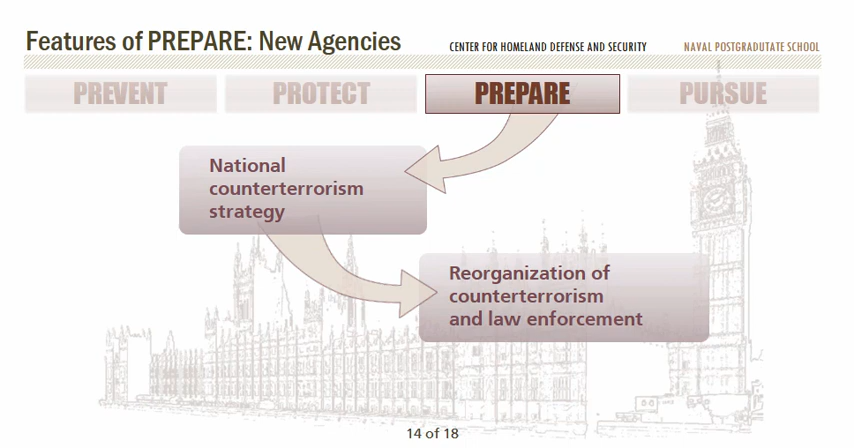 Features of PREPARE: New Agencies
CENTER FOR HOMELAND DEFENSE AND SECURITY
NAVAL POSTGRADUTATE SCHOOL
PREVENT
PROTECT
PREPARE
PURSUE
National
counterterrorism
strategy
Reorganization of
counterterrorism
and law enforcement
14 of 18